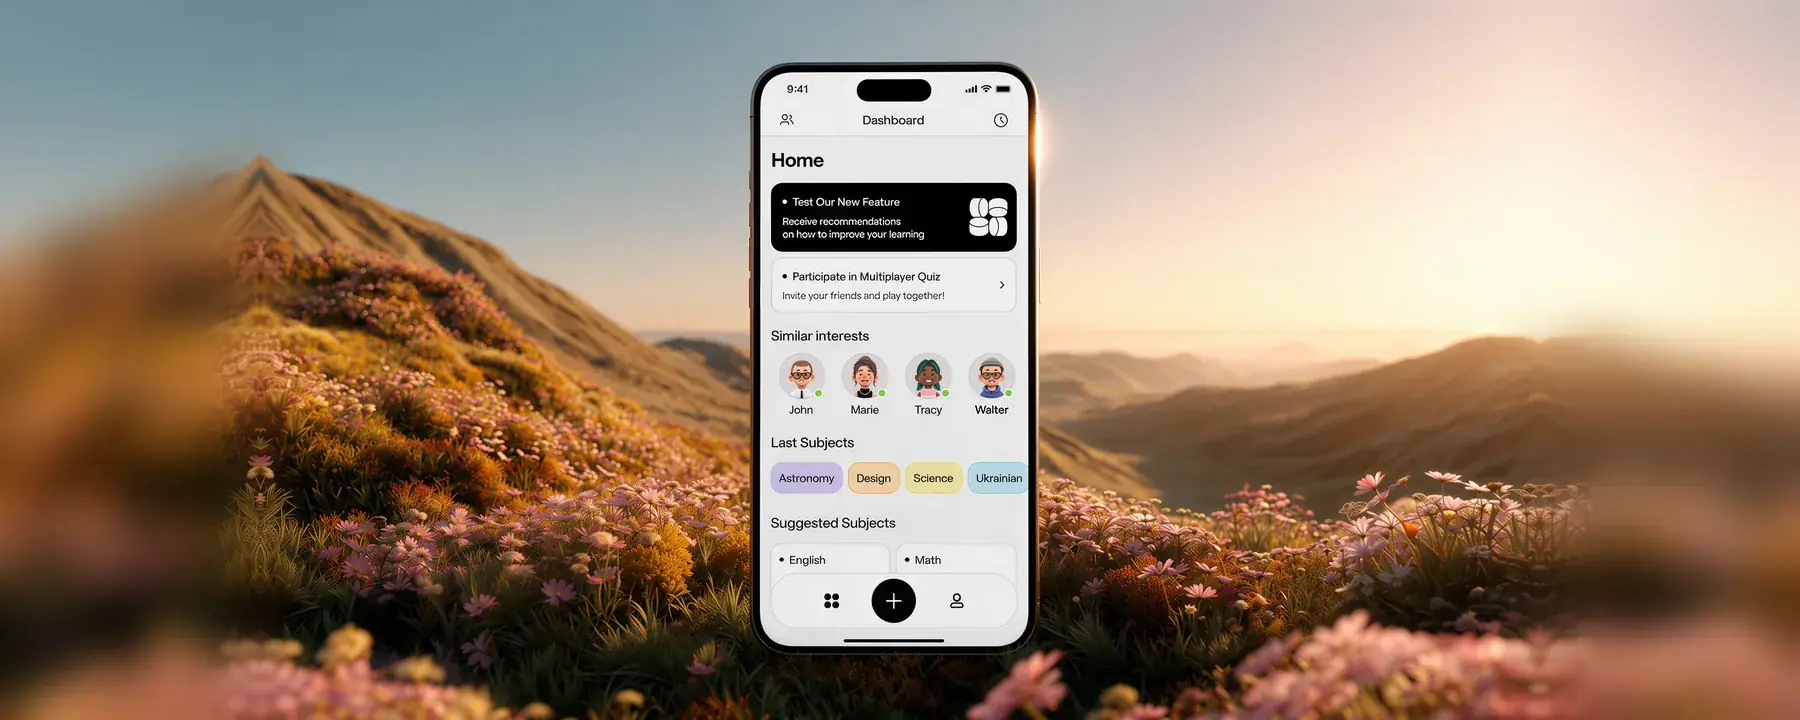 9:41
Dashboard
Home
• Test Our New Feature
Receive recommendations
on how to improve your learning
• Participate in Multiplayer Quiz
Invite your friends and play together!
Similar interests
John Marie Tracy Walter
Last Subjects
Astronomy Design Science Ukrainian
Suggested Subjects
• English • Math